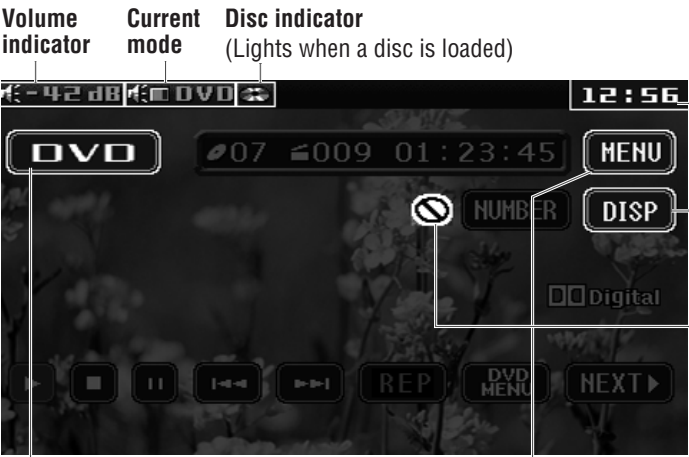 Volume indicator
Current mode
Disc indicator
(Lights when a disc is loaded)
-42 dB DVD 12:56
DVD 07 009 01:23:45 MENU
NUMBER DISP
Digital
REP DVD MENU NEXT